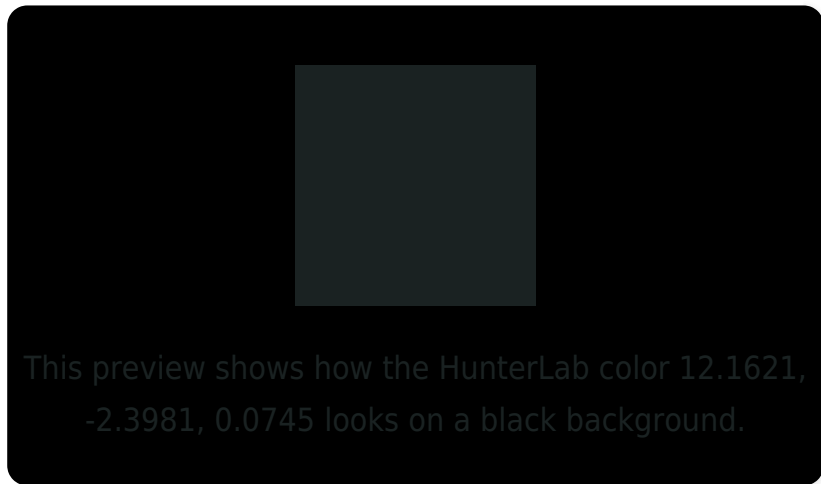 This preview shows how the HunterLab color 12.1621,
-2.3981, 0.0745 looks on a black background.